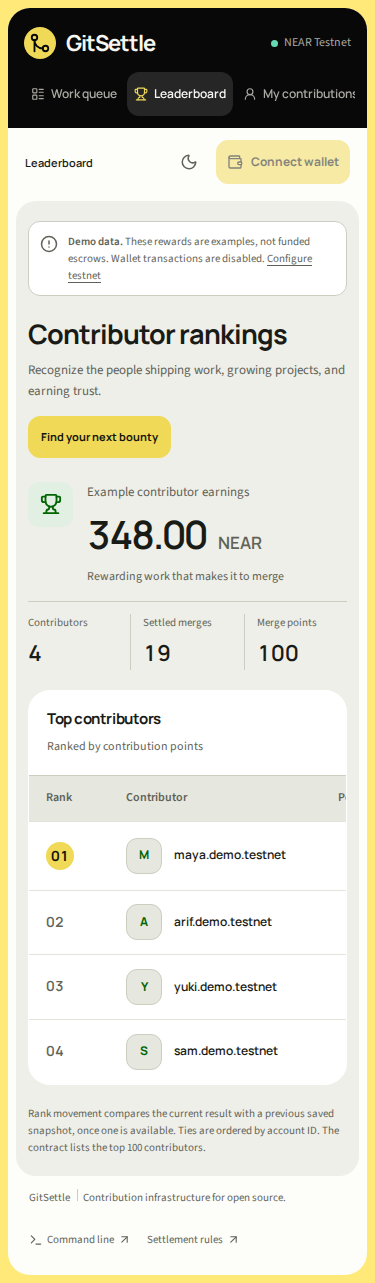 GitSettle
NEAR Testnet
Work queue
Leaderboard
My contributions
Leaderboard
Connect wallet
Demo data. These rewards are examples, not funded
escrows. Wallet transactions are disabled. Configure
testnet
Contributor rankings
Recognize the people shipping work, growing projects, and
earning trust.
Find your next bounty
Example contributor earnings
348.00 NEAR
Rewarding work that makes it to merge
Contributors
4
Settled merges
19
Merge points
100
Top contributors
Ranked by contribution points
Rank Contributor
01 M maya.demo.testnet
02 A arif.demo.testnet
03 Y yuki.demo.testnet
04 S sam.demo.testnet
Rank movement compares the current result with a previous saved
snapshot, once one is available. Ties are ordered by account ID. The
contract lists the top 100 contributors.
GitSettle Contribution infrastructure for open source.
Command line Settlement rules